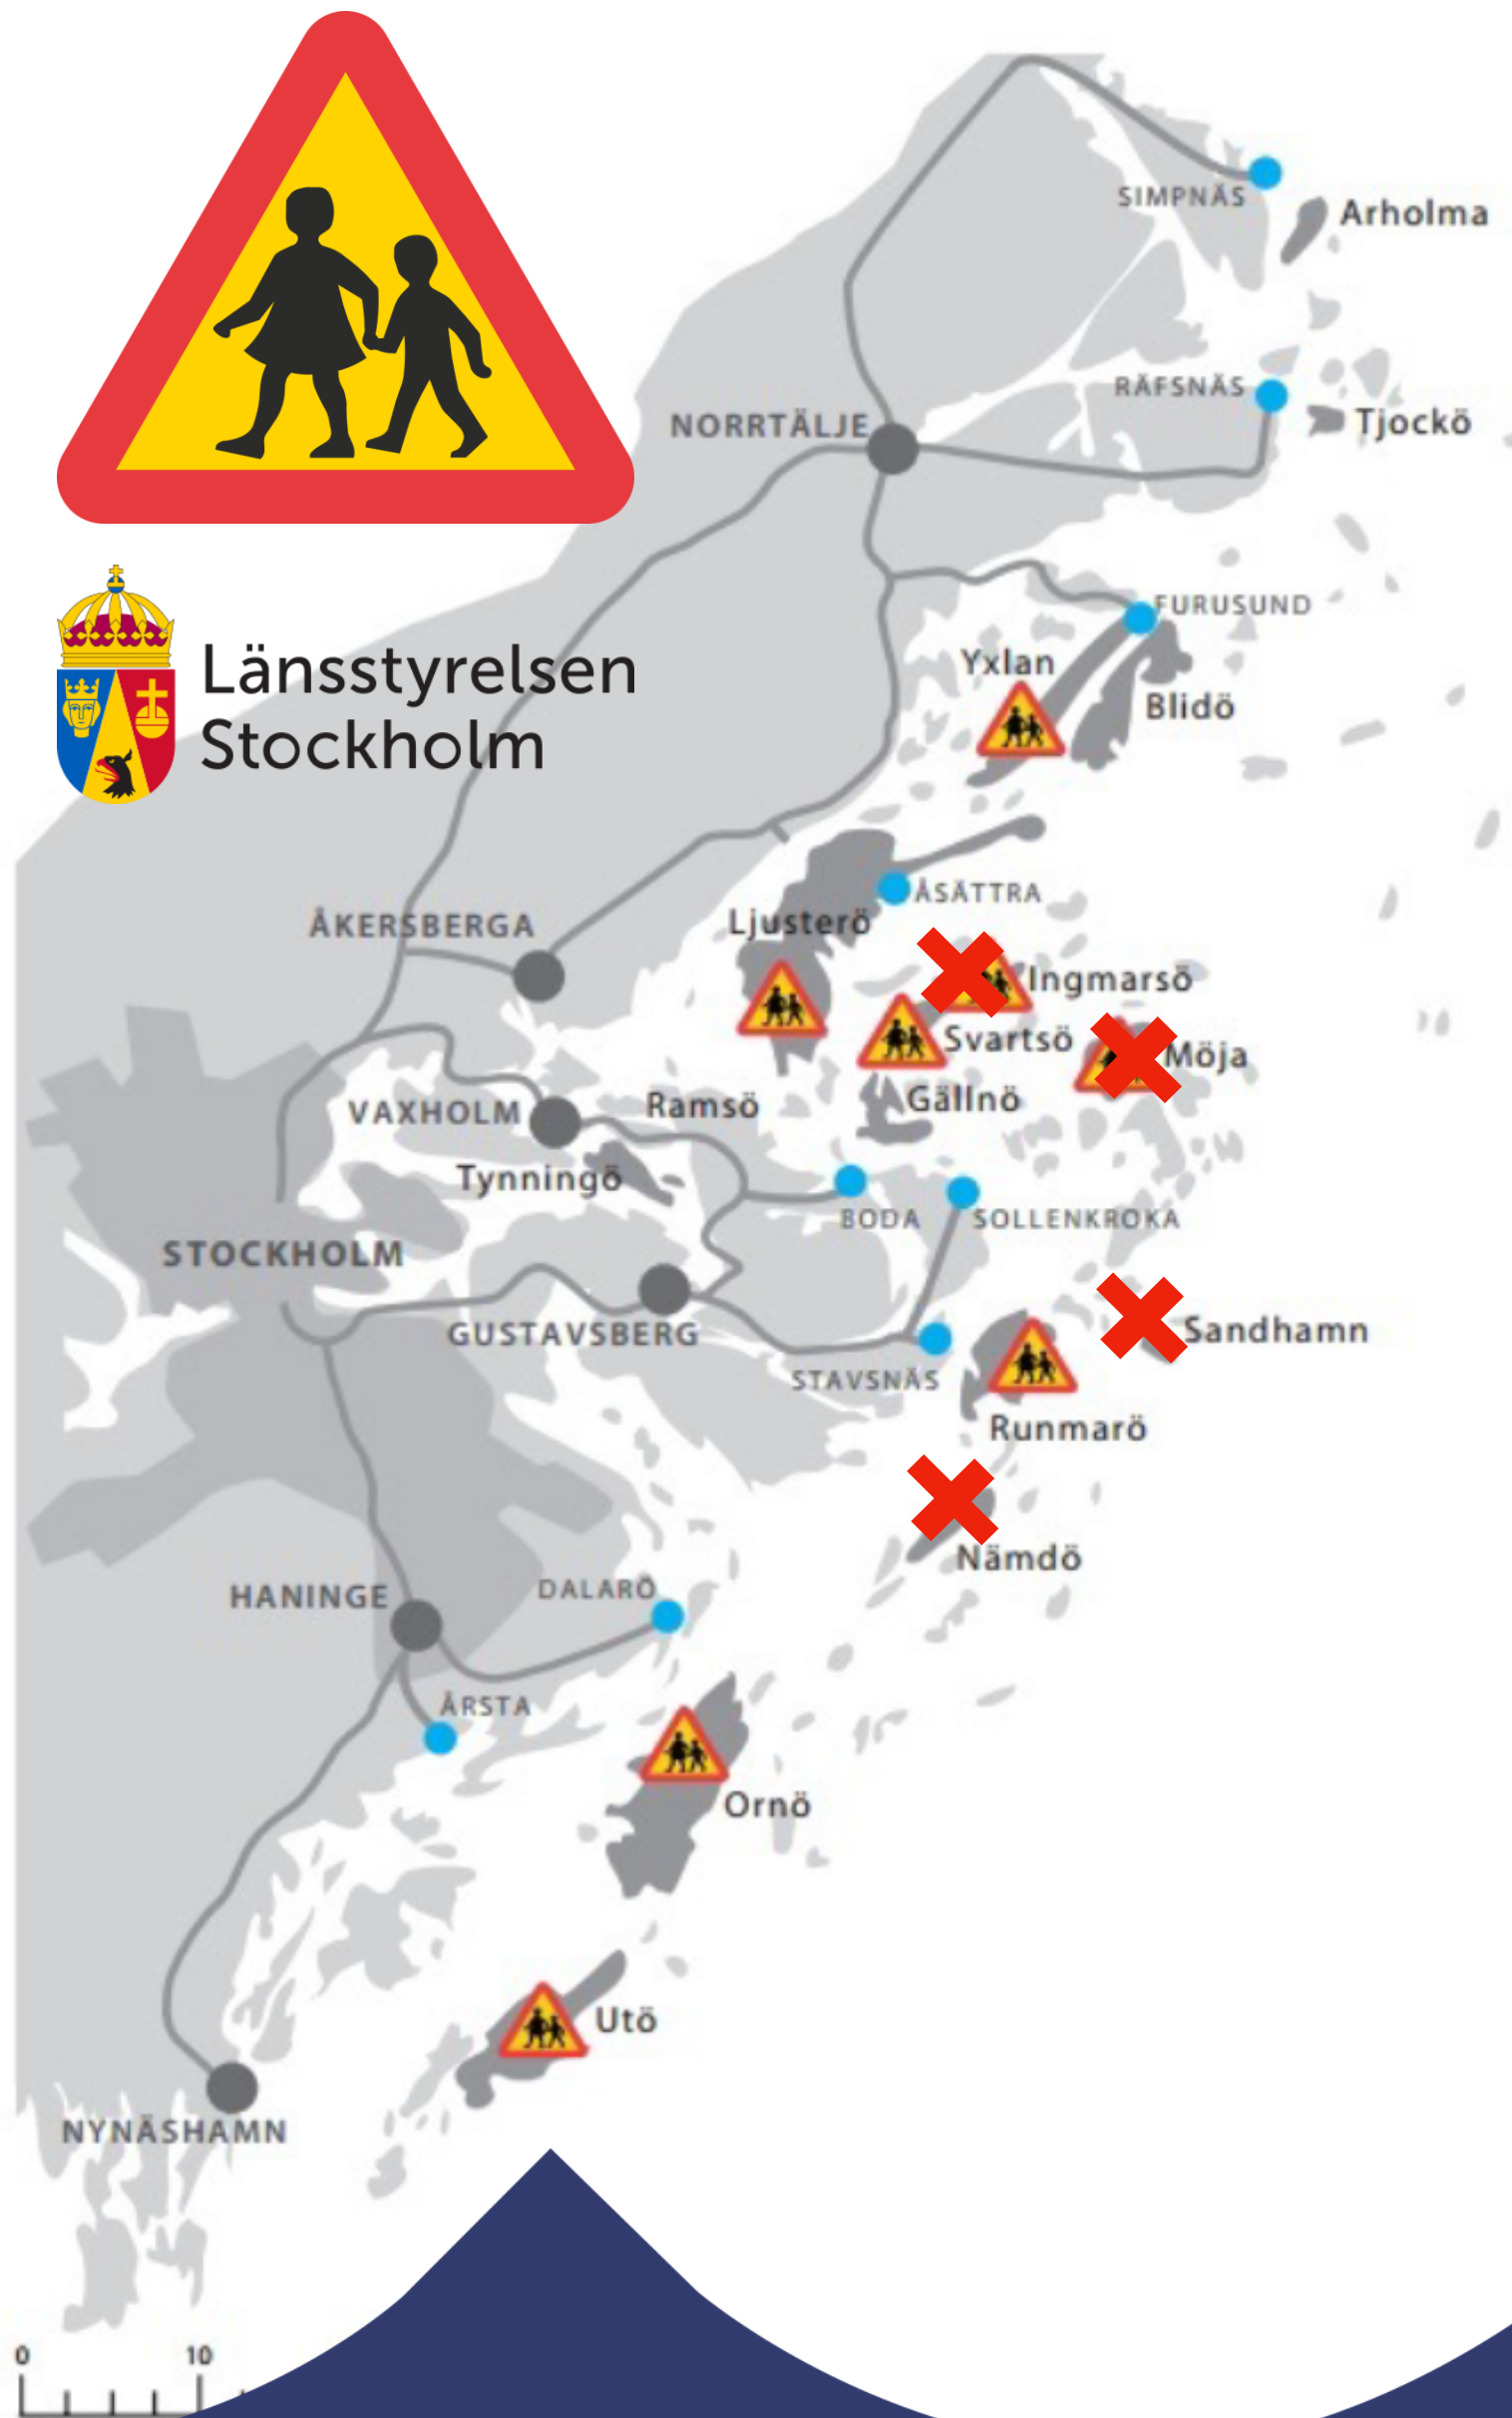 SIMPNÄS
Arholma
RÄFSNÄS
Tjockö
NORRTÄLJE
FURUSUND
Yxlan
Blidö
Länsstyrelsen
Stockholm
ÅSÄTTRA
Ljusterö
ÅKERSBERGA
Ingmarsö
Svartsö
Möja
Gällnö
Ramsö
VAXHOLM
Tynningö
BODA
SOLLENKROKA
STOCKHOLM
Sandhamn
GUSTAVSBERG
STAVSNÄS
Runmarö
Nämdö
DALARÖ
HANINGE
ÅRSTA
Ornö
Utö
NYNÄSHAMN
0 10